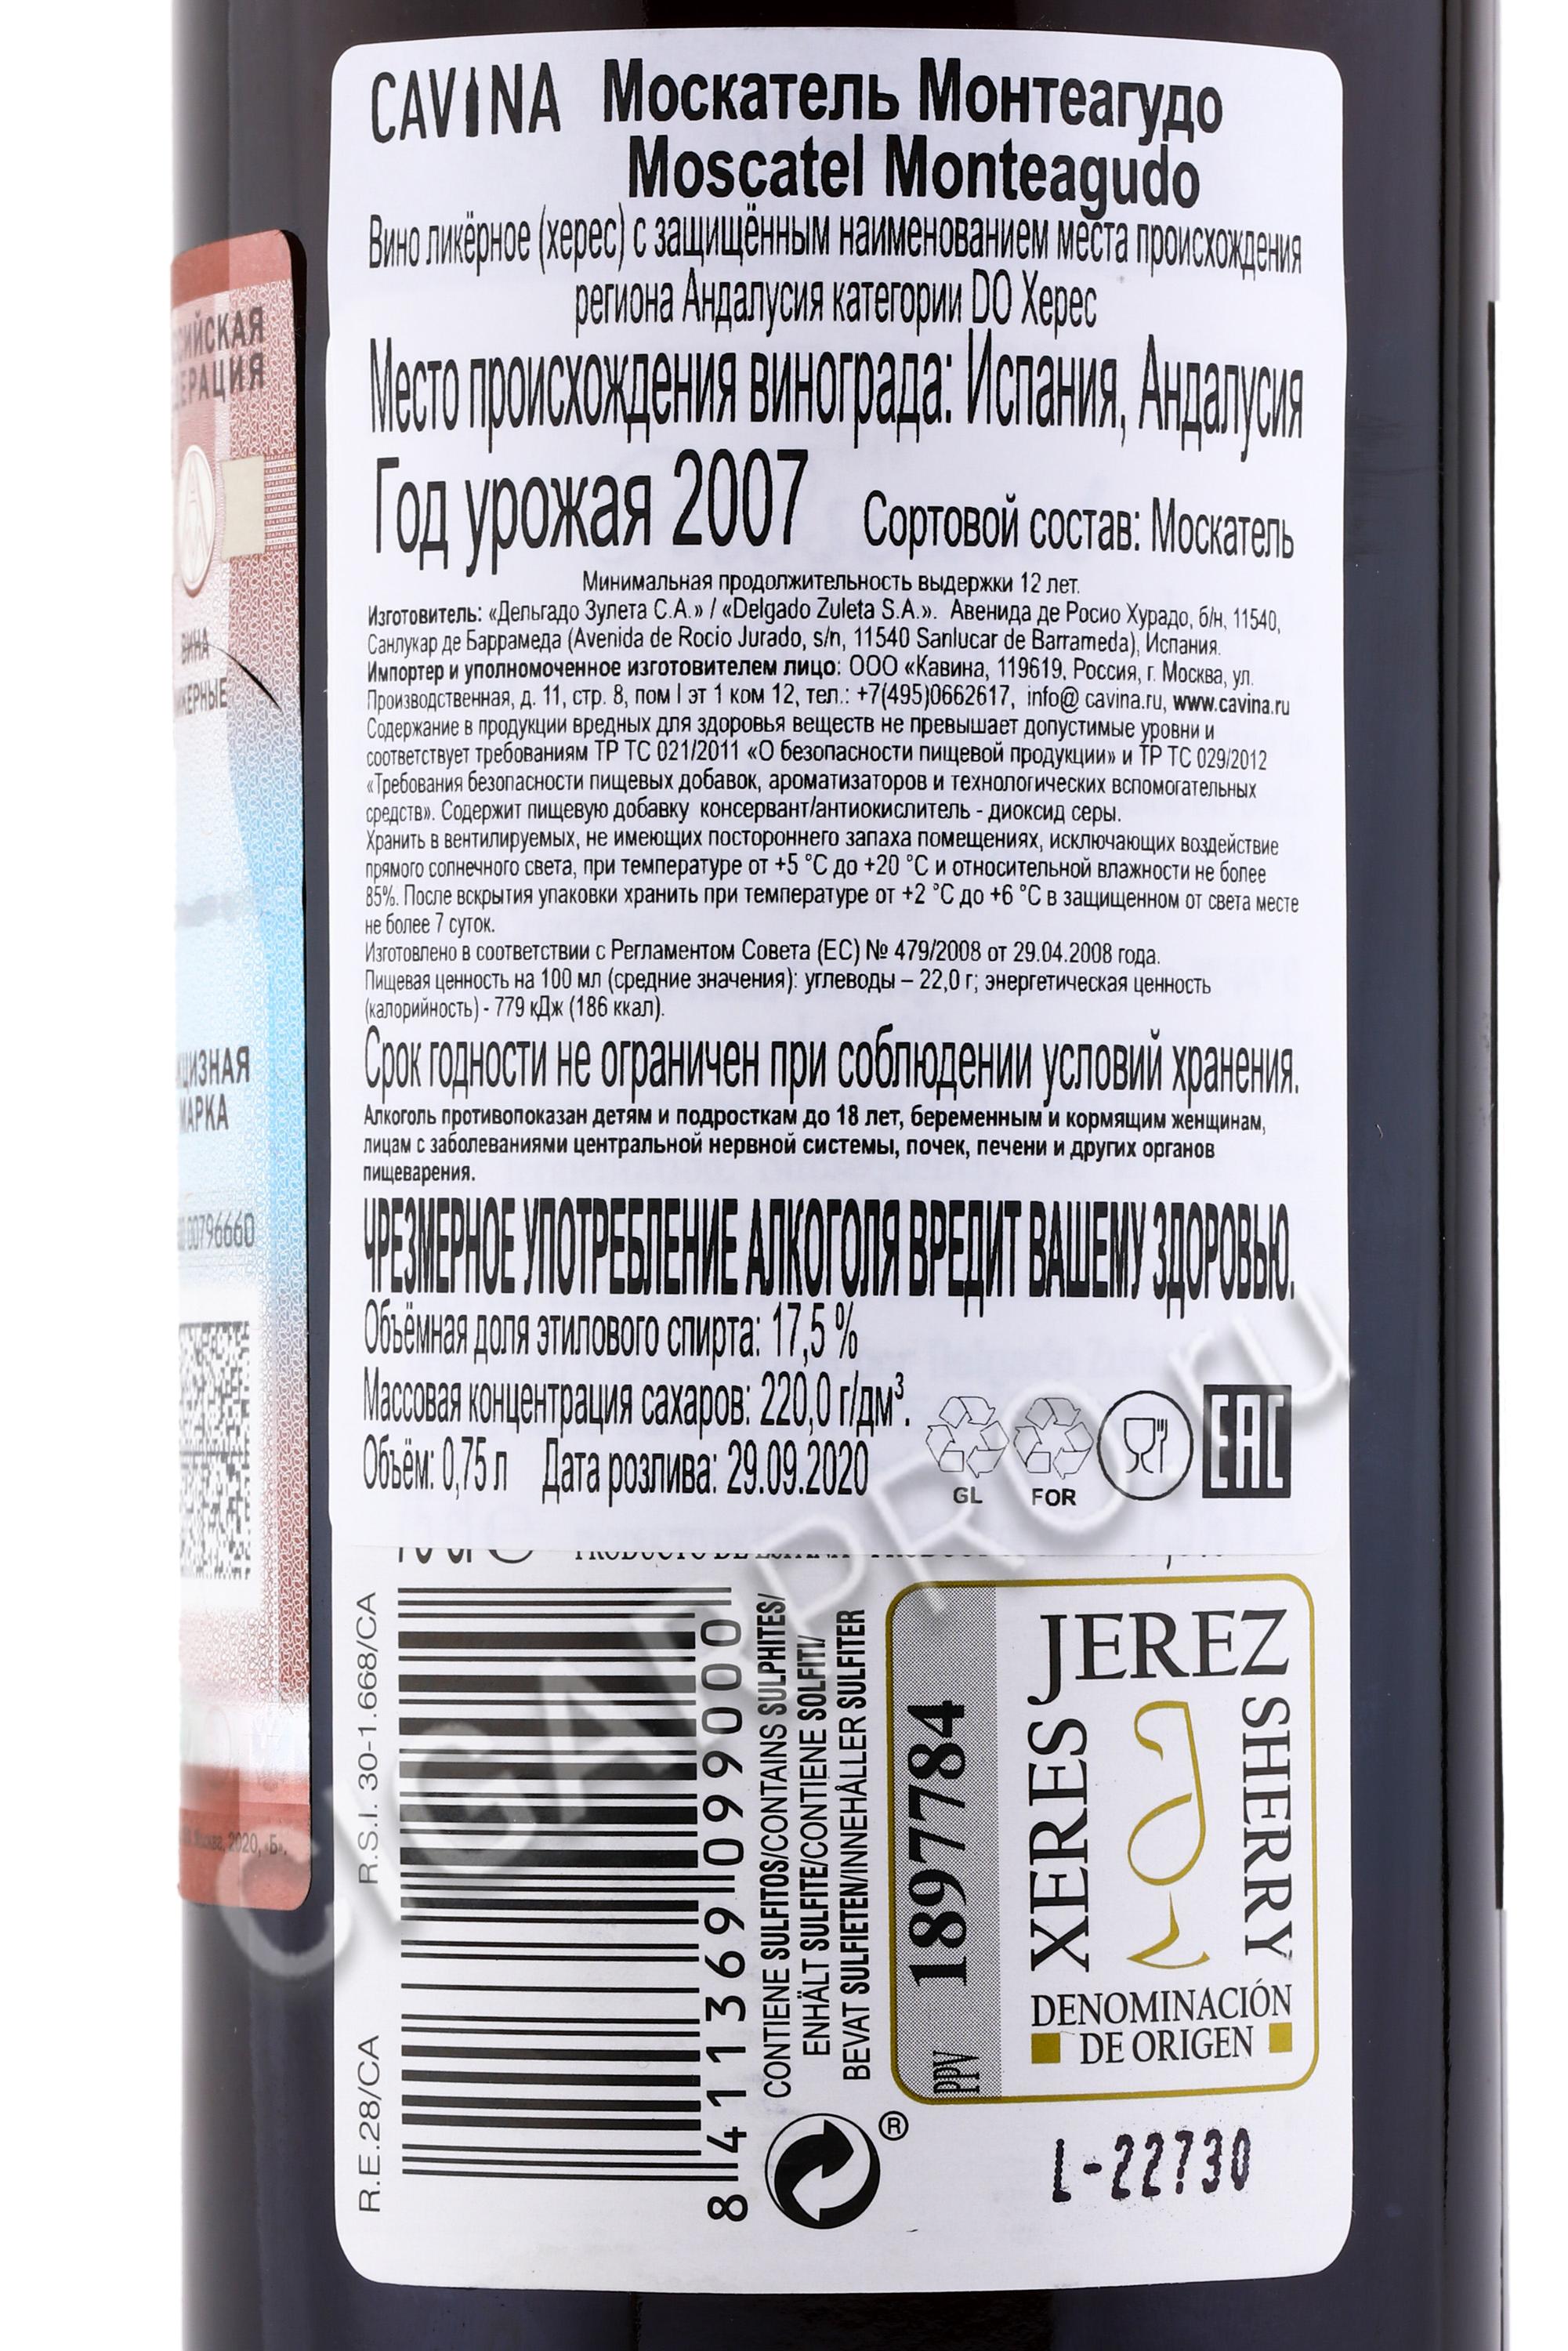 CAVINA Москатель Монтеагудо
Moscatel Monteagudo
Вино ликёрное (херес) с защищённым наименованием места происхождения
региона Андалусия категории DO Херес
Место происхождения винограда: Испания, Андалусия
Год урожая 2007 Сортовой состав: Москатель
Минимальная продолжительность выдержки 12 лет.
Изготовитель: «Дельгадо Зулета С.А.» / «Delgado Zuleta S.A.». Авенида де Росио Хурадо, б/н, 11540,
Санлукар де Баррамеда (Avenida de Rocio Jurado, s/n, 11540 Sanlucar de Barrameda), Испания.
Импортер и уполномоченное изготовителем лицо: ООО «Кавина, 119619, Россия, г. Москва, ул.
Производственная, д. 11, стр. 8, пом I эт 1 ком 12, тел.: +7(495)0662617, info@ cavina.ru, www.cavina.ru
Содержание в продукции вредных для здоровья веществ не превышает допустимые уровни и
соответствует требованиям ТР ТС 021/2011 «О безопасности пищевой продукции» и ТР ТС 029/2012
«Требования безопасности пищевых добавок, ароматизаторов и технологических вспомогательных
средств». Содержит пищевую добавку консервант/антиокислитель - диоксид серы.
Хранить в вентилируемых, не имеющих постороннего запаха помещениях, исключающих воздействие
прямого солнечного света, при температуре от +5 °С до +20 °С и относительной влажности не более
85%. После вскрытия упаковки хранить при температуре от +2 °С до +6 °С в защищенном от света месте
не более 7 суток.
Изготовлено в соответствии с Регламентом Совета (ЕС) № 479/2008 от 29.04.2008 года.
Пищевая ценность на 100 мл (средние значения): углеводы – 22,0 г; энергетическая ценность
(калорийность) - 779 кДж (186 ккал).
Срок годности не ограничен при соблюдении условий хранения.
Алкоголь противопоказан детям и подросткам до 18 лет, беременным и кормящим женщинам,
лицам с заболеваниями центральной нервной системы, почек, печени и других органов
пищеварения.
ЧРЕЗМЕРНОЕ УПОТРЕБЛЕНИЕ АЛКОГОЛЯ ВРЕДИТ ВАШЕМУ ЗДОРОВЬЮ.
Объёмная доля этилового спирта: 17,5 %
Массовая концентрация сахаров: 220,0 г/дм³.
Объём: 0,75 л Дата розлива: 29.09.2020
GL FOR EAC
R.E.28/CA R.S.I. 30-1.668/CA
8 411369 099000
CONTIENE SULFITOS/CONTAINS SULPHITES/
ENHÄLT SULFITE/CONTIENE SOLFITI/
BEVAT SULFIETEN/INNEHÅLLER SULFITER
®
PPV 1897784
JEREZ
XERES
SHERRY
DENOMINACIÓN
DE ORIGEN
L-22730
СИЙСКАЯ
ЕРАЦИЯ
ВИНА
КЕРНЫЕ
ЦИЗНАЯ
МАРКА
00796660
Москва, 2020, «Б».
CIGARPRO.ru